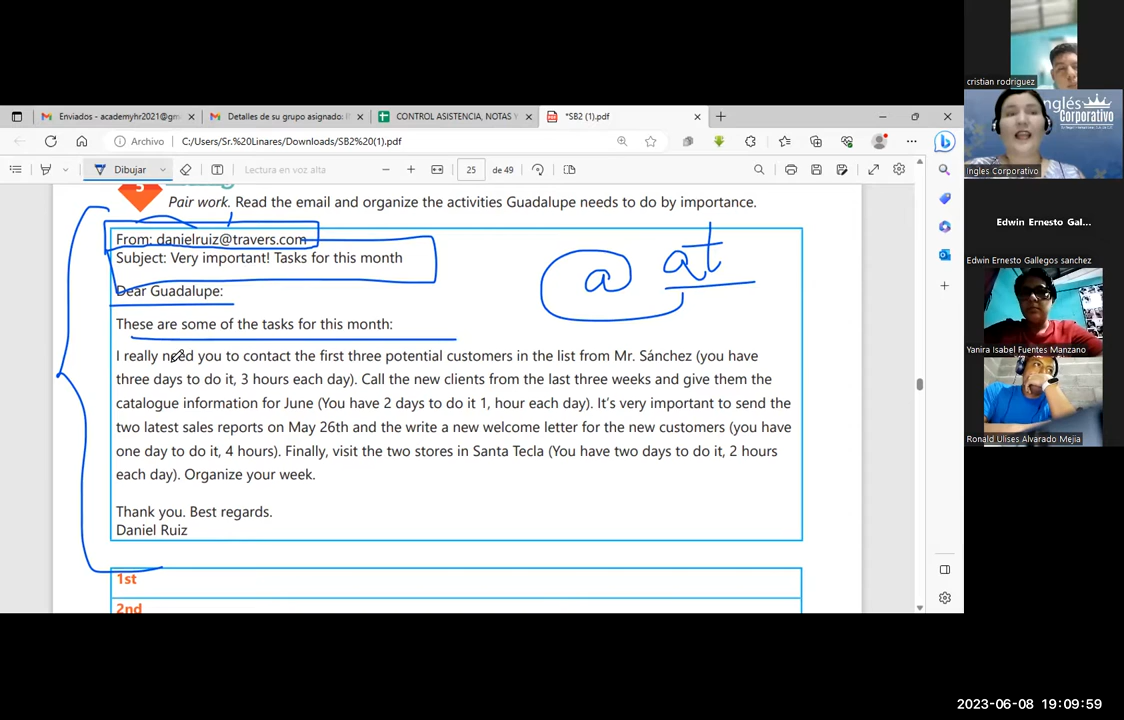 cristian rodriguez
Inglés
Corporativo
Ingles Corporativo
Edwin Ernesto Gal...
Edwin Ernesto Gallegos sanchez
Yanira Isabel Fuentes Manzano
Ronald Ulises Alvarado Mejia
Enviados - academyhr2021@gm
Detalles de su grupo asignado:
CONTROL ASISTENCIA, NOTAS Y
*SB2 (1).pdf
Archivo
C:/Users/Sr.%20Linares/Downloads/SB2%20(1).pdf
Dibujar
Lectura en voz alta
25
de 49
Pair work. Read the email and organize the activities Guadalupe needs to do by importance.
From: danielruiz@travers.com
Subject: Very important! Tasks for this month
@ at
Dear Guadalupe:
These are some of the tasks for this month:
I really need you to contact the first three potential customers in the list from Mr. Sánchez (you have
three days to do it, 3 hours each day). Call the new clients from the last three weeks and give them the
catalogue information for June (You have 2 days to do it 1, hour each day). It's very important to send the
two latest sales reports on May 26th and the write a new welcome letter for the new customers (you have
one day to do it, 4 hours). Finally, visit the two stores in Santa Tecla (You have two days to do it, 2 hours
each day). Organize your week.
Thank you. Best regards.
Daniel Ruiz
1st
2nd
2023-06-08 19:09:59